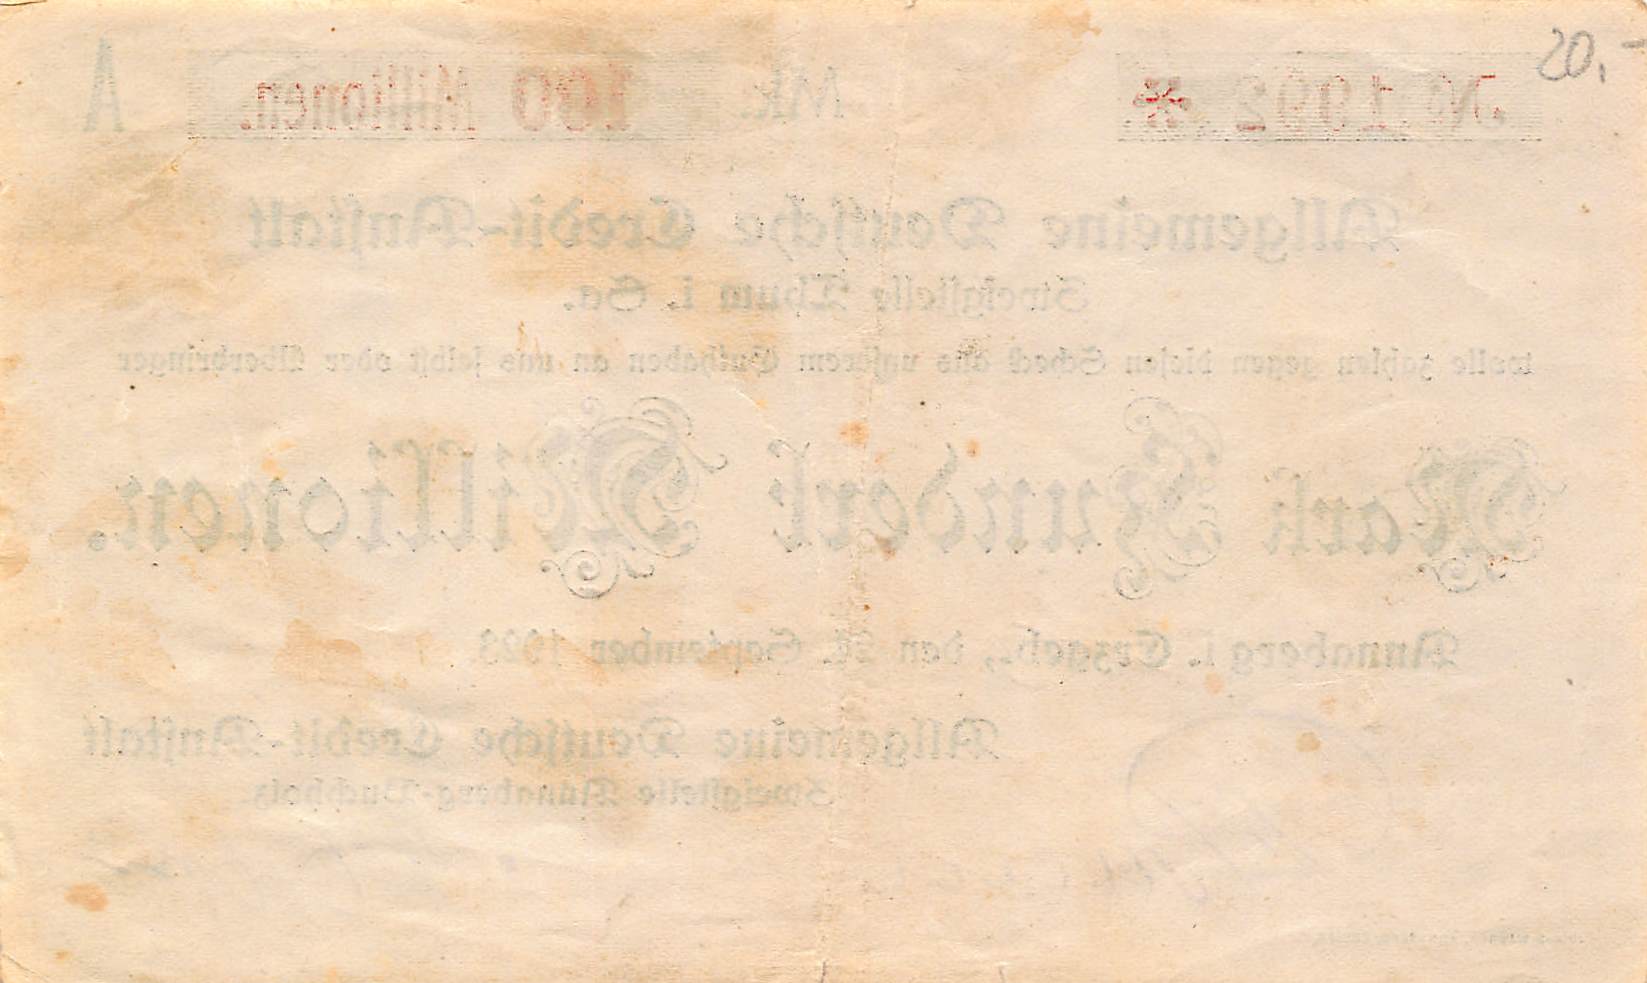 20,-
№ 1992 * Mk. 100 Millionen. A
Allgemeine Deutsche Credit-Anstalt
Zweigstelle Thum i. Sa.
wolle zahlen gegen diesen Scheck aus unserem Guthaben an uns selbst oder Überbringer
Mark Hundert Millionen.
Annaberg i. Erzgeb., den September 1923.
Allgemeine Deutsche Credit-Anstalt
Zweigstelle Annaberg-Buchholz.